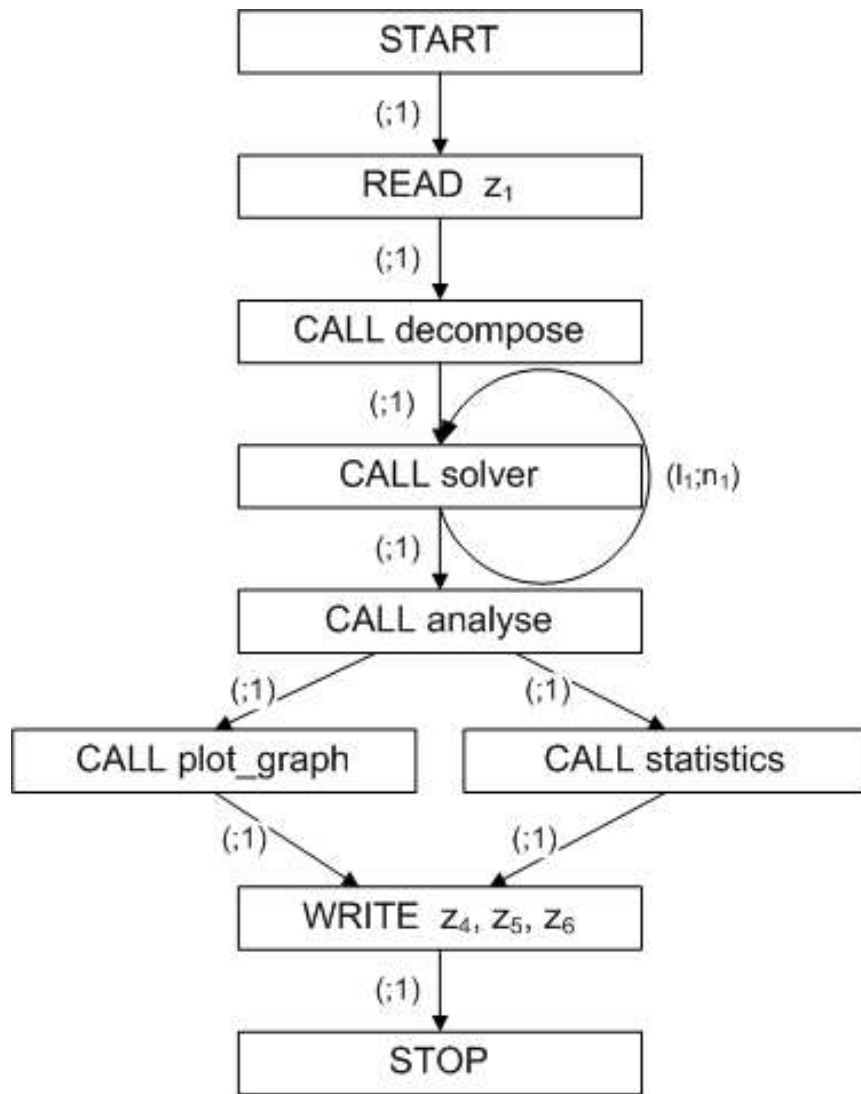 START
(;1)
READ z₁
(;1)
CALL decompose
(;1)
CALL solver
(l₁;n₁)
(;1)
CALL analyse
(;1) (;1)
CALL plot_graph CALL statistics
(;1) (;1)
WRITE z₄, z₅, z₆
(;1)
STOP